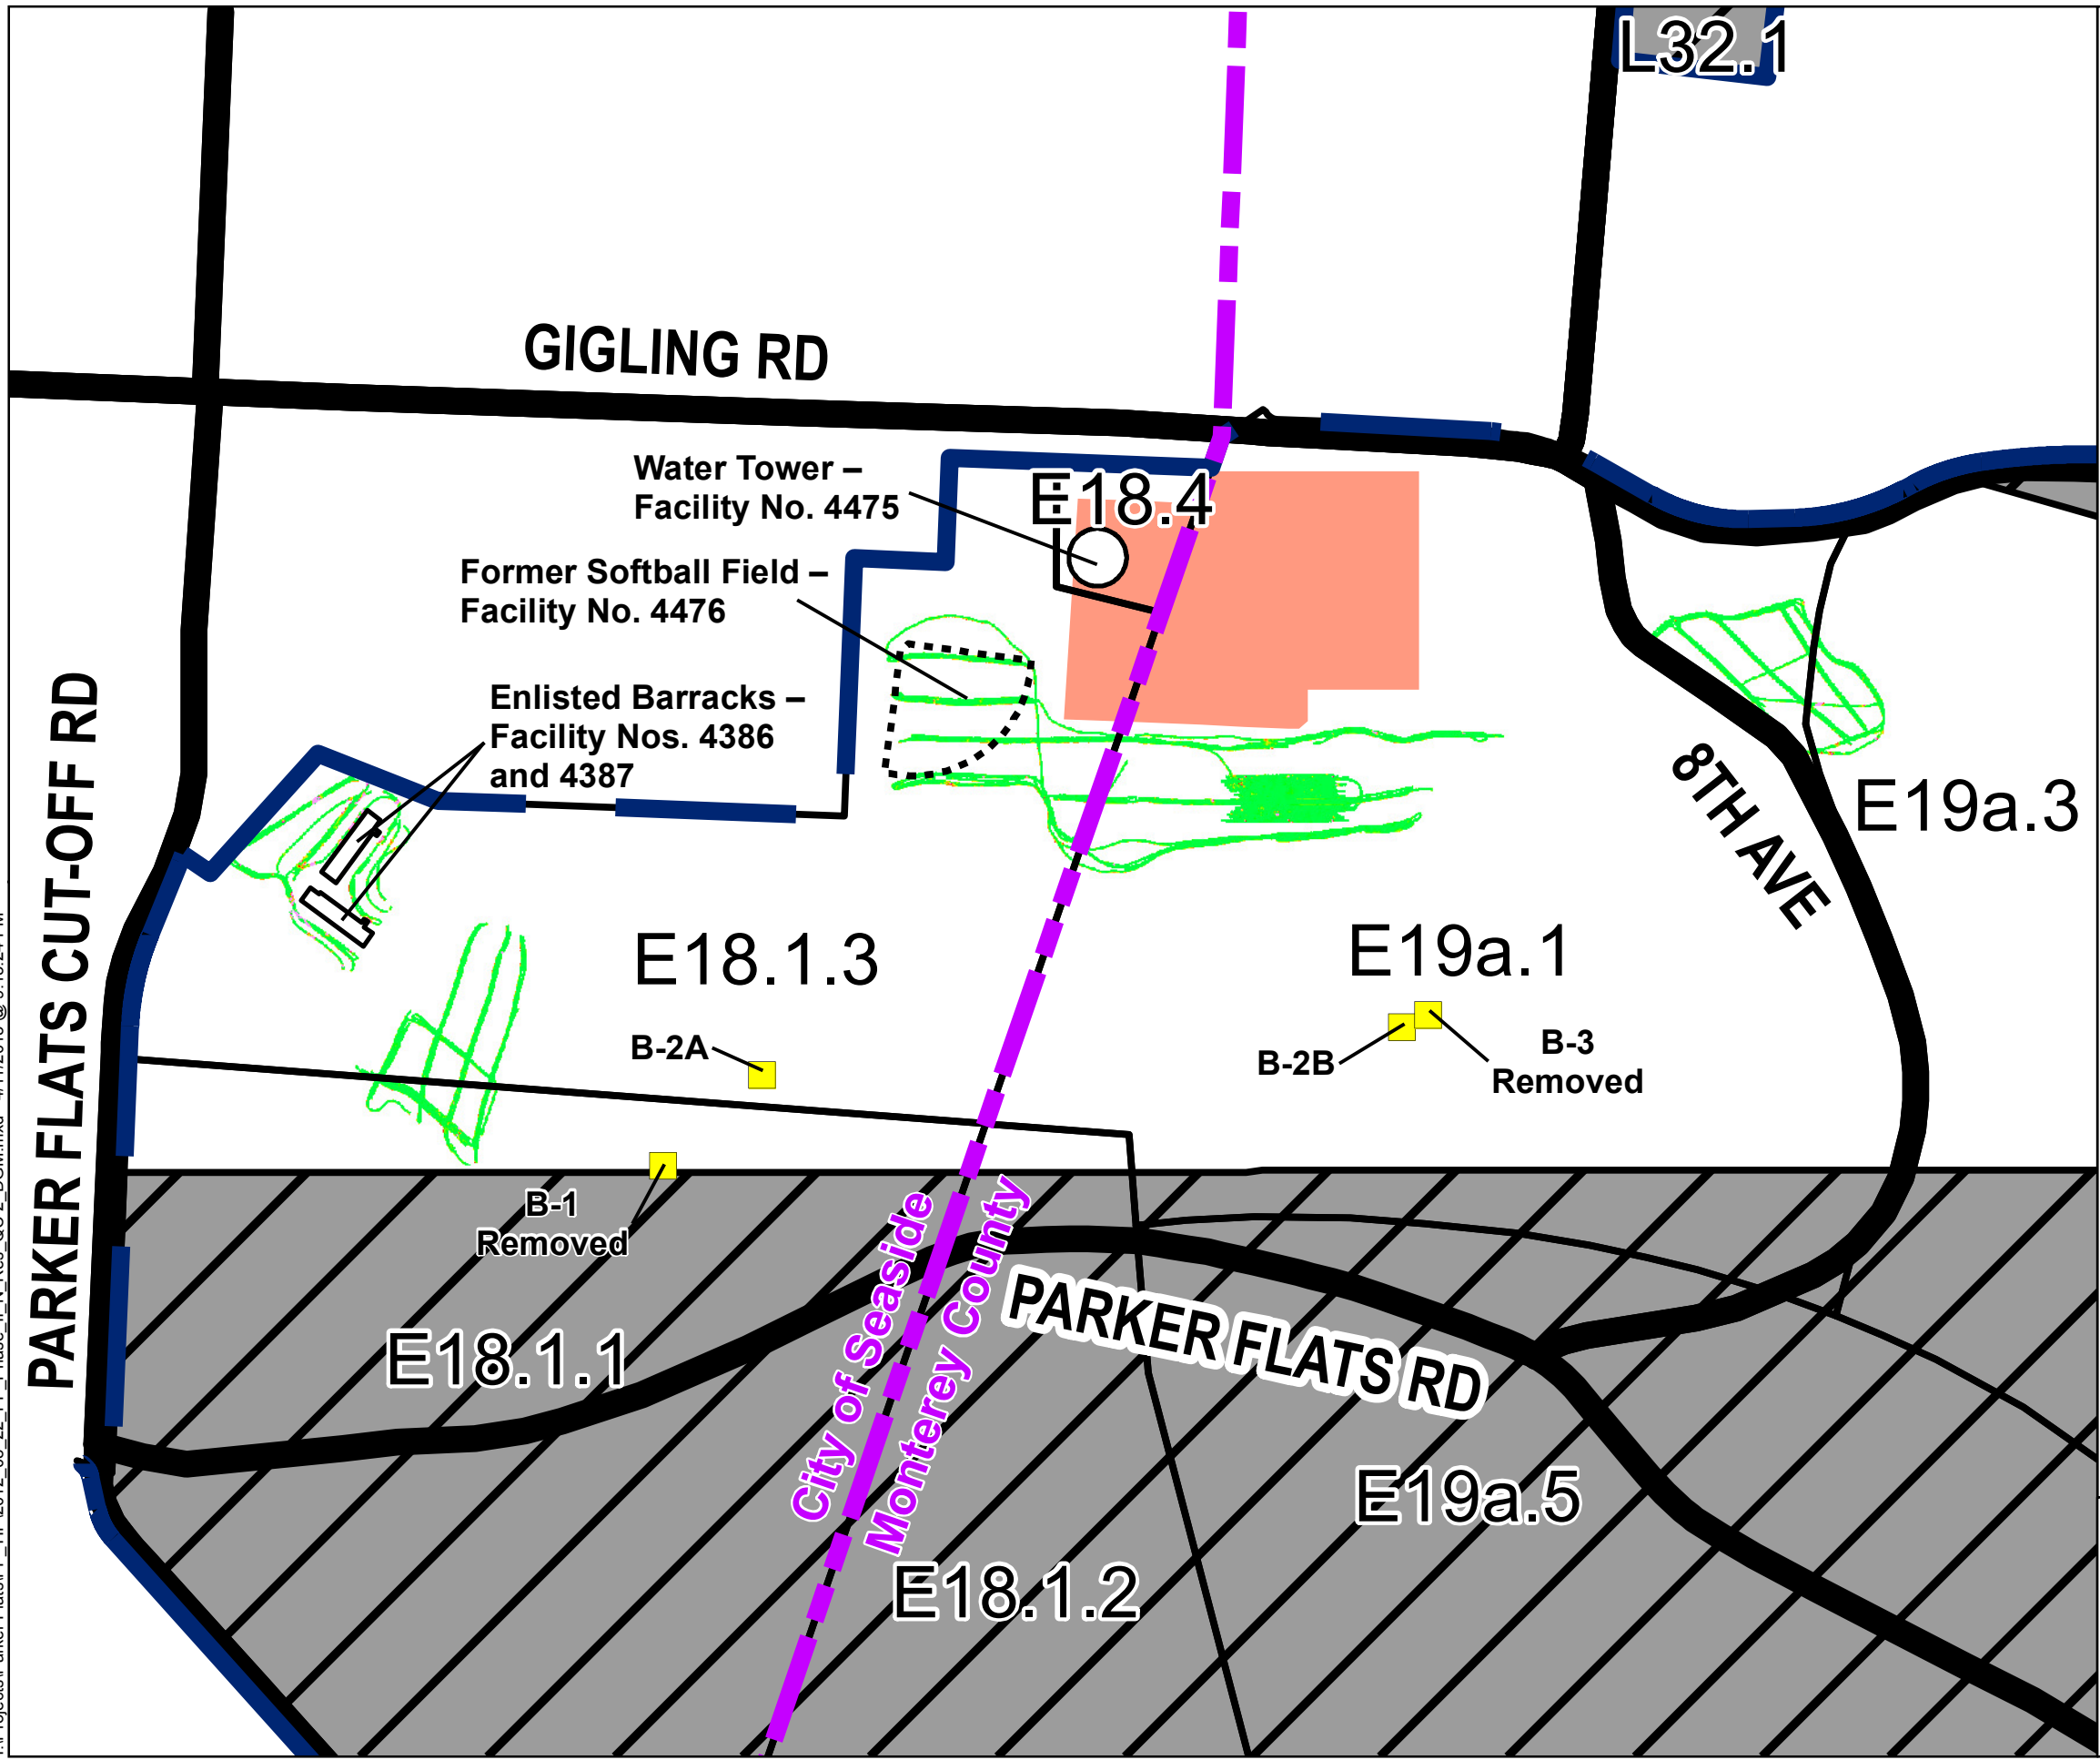 L32.1
GIGLING RD
Water Tower –
Facility No. 4475
E18.4
Former Softball Field –
Facility No. 4476
Enlisted Barracks –
Facility Nos. 4386
and 4387
PARKER FLATS CUT-OFF RD
8TH AVE
E19a.3
E18.1.3
E19a.1
B-2A
B-2B
B-3
Removed
B-1
Removed
City of Seaside
Monterey County
PARKER FLATS RD
E18.1.1
E19a.5
E18.1.2